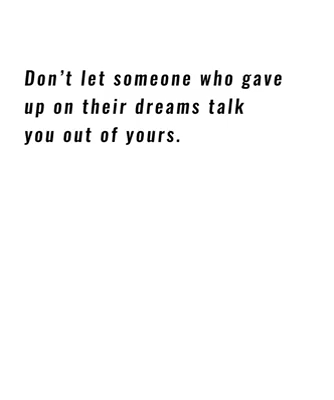 Don’t let someone who gave
up on their dreams talk
you out of yours.